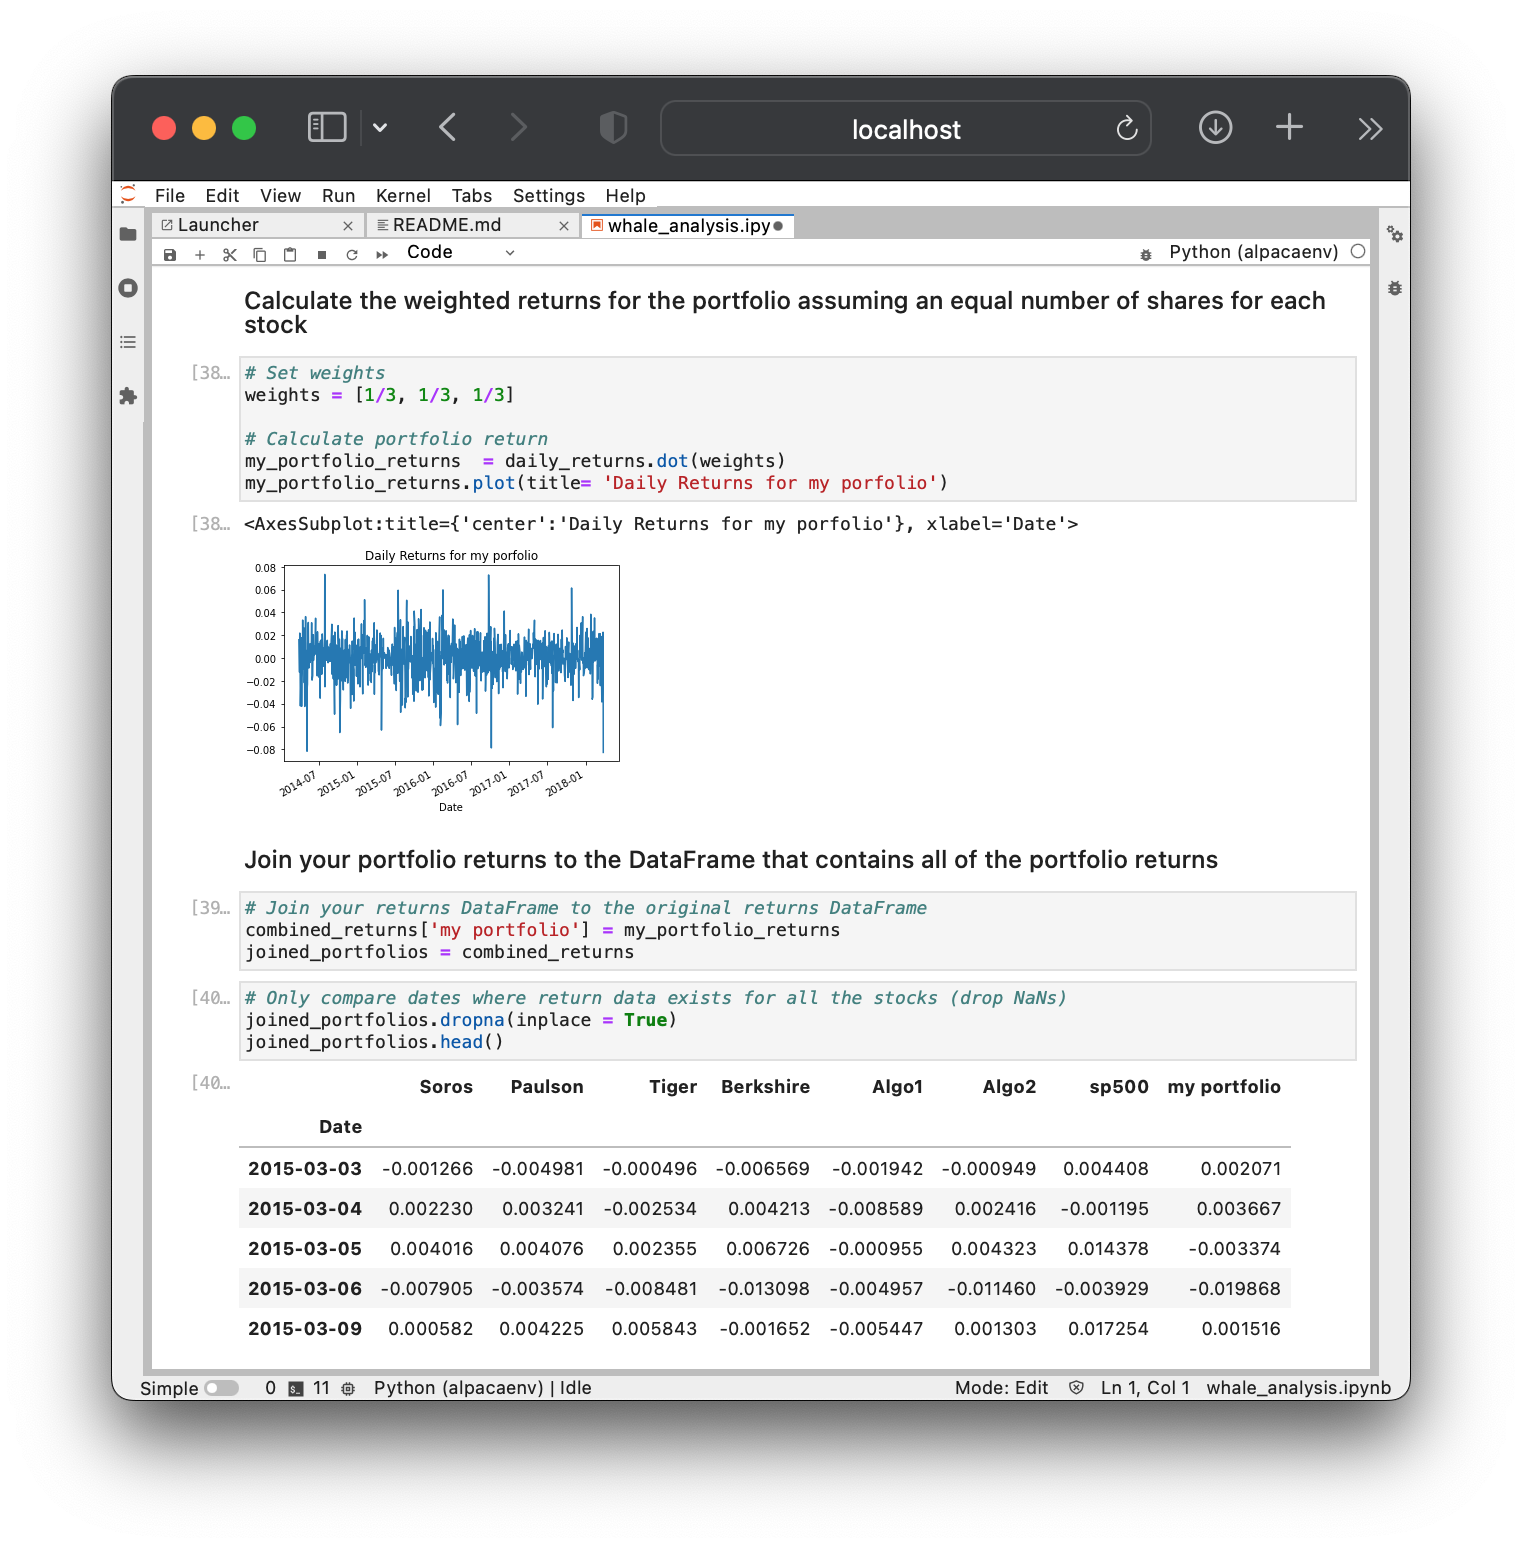 localhost
File Edit View Run Kernel Tabs Settings Help
Launcher README.md whale_analysis.ipy
Code Python (alpacaenv)
Calculate the weighted returns for the portfolio assuming an equal number of shares for each
stock
[38… # Set weights
weights = [1/3, 1/3, 1/3]
# Calculate portfolio return
my_portfolio_returns  = daily_returns.dot(weights)
my_portfolio_returns.plot(title= 'Daily Returns for my porfolio')
[38… <AxesSubplot:title={'center':'Daily Returns for my porfolio'}, xlabel='Date'>
Daily Returns for my porfolio
0.08
0.06
0.04
0.02
0.00
−0.02
−0.04
−0.06
−0.08
2014-07 2015-01 2015-07 2016-01 2016-07 2017-01 2017-07 2018-01
Date
Join your portfolio returns to the DataFrame that contains all of the portfolio returns
[39… # Join your returns DataFrame to the original returns DataFrame
combined_returns['my portfolio'] = my_portfolio_returns
joined_portfolios = combined_returns
[40… # Only compare dates where return data exists for all the stocks (drop NaNs)
joined_portfolios.dropna(inplace = True)
joined_portfolios.head()
[40… Soros Paulson Tiger Berkshire Algo1 Algo2 sp500 my portfolio
Date
2015-03-03 -0.001266 -0.004981 -0.000496 -0.006569 -0.001942 -0.000949 0.004408 0.002071
2015-03-04 0.002230 0.003241 -0.002534 0.004213 -0.008589 0.002416 -0.001195 0.003667
2015-03-05 0.004016 0.004076 0.002355 0.006726 -0.000955 0.004323 0.014378 -0.003374
2015-03-06 -0.007905 -0.003574 -0.008481 -0.013098 -0.004957 -0.011460 -0.003929 -0.019868
2015-03-09 0.000582 0.004225 0.005843 -0.001652 -0.005447 0.001303 0.017254 0.001516
Simple 0 11 Python (alpacaenv) | Idle Mode: Edit Ln 1, Col 1 whale_analysis.ipynb